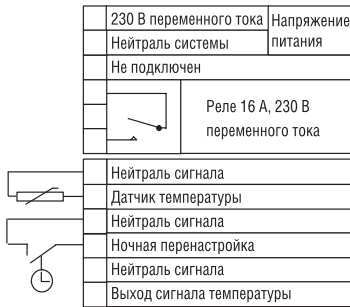 230 В переменного тока
Напряжение
питания
Нейтраль системы
Не подключен
Реле 16 А, 230 В
переменного тока
Нейтраль сигнала
Датчик температуры
Нейтраль сигнала
Ночная перенастройка
Нейтраль сигнала
Выход сигнала температуры